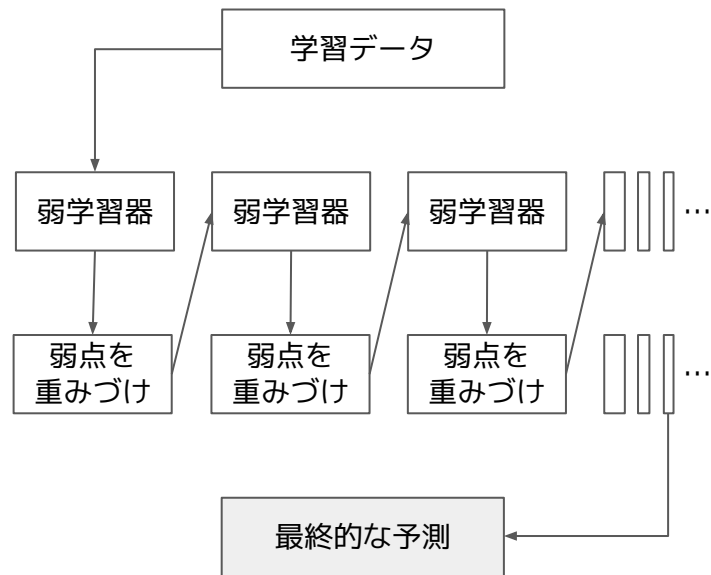 学習データ
弱学習器
弱学習器
弱学習器
…
弱点を
重みづけ
弱点を
重みづけ
弱点を
重みづけ
…
最終的な予測